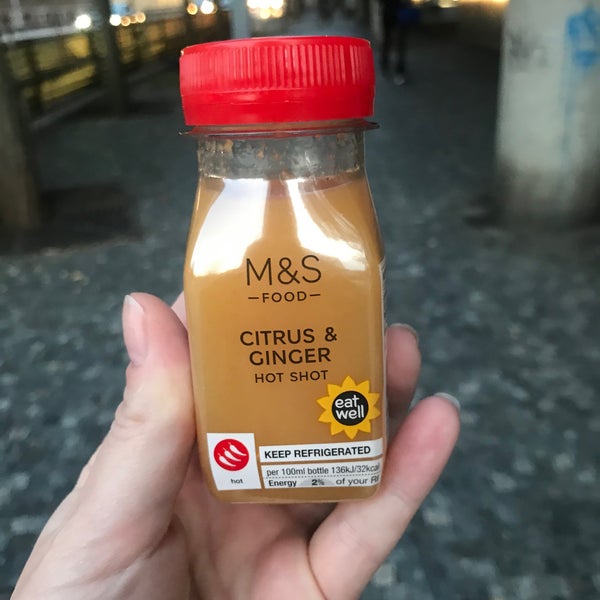 M&S
—FOOD—
CITRUS &
GINGER
HOT SHOT
eat
well
KEEP REFRIGERATED
per 100ml bottle 136kJ/32kcal
Energy 2% of your RI
hot